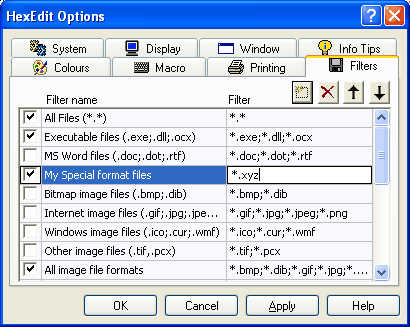 HexEdit Options
System Display Window Info Tips
Colours Macro Printing Filters
Filter name Filter
All Files (*.*) *.*
Executable files (.exe;.dll;.ocx) *.exe;*.dll;*.ocx
MS Word files (.doc;.dot;.rtf) *.doc;*.dot;*.rtf
My Special format files *.xyz
Bitmap image files (.bmp;.dib) *.bmp;*.dib
Internet image files (.gif;.jpg;.jpe... *.gif;*.jpg;*.jpeg;*.png
Windows image files (.ico;.cur;.wmf) *.ico;*.cur;*.wmf
Other image files (.tif,.pcx) *.tif;*.pcx
All image file formats *.bmp;*.dib;*.gif;*.jpg;*....
OK Cancel Apply Help